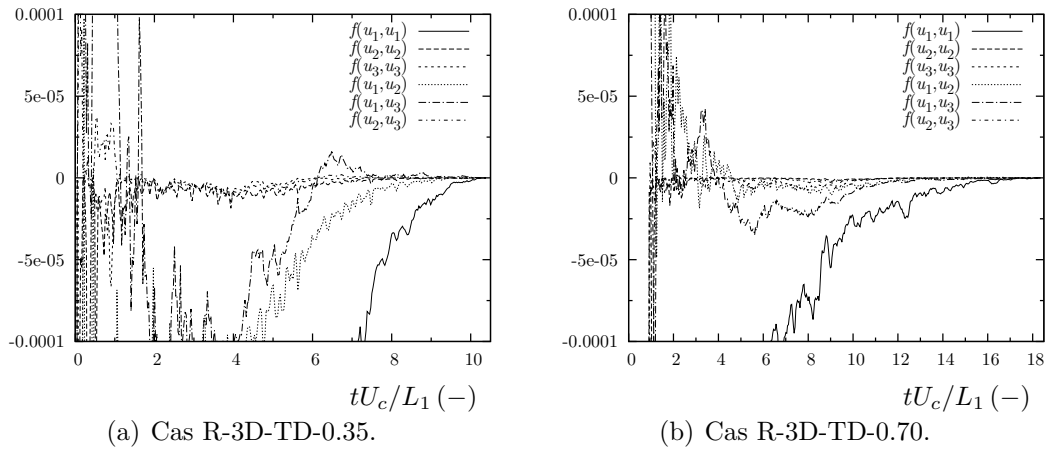 0.0001
5e-05
0
-5e-05
-0.0001
0 2 4 6 8 10
f(u1,u1)
f(u2,u2)
f(u3,u3)
f(u1,u2)
f(u1,u3)
f(u2,u3)
tUc/L1 (−)
(a) Cas R-3D-TD-0.35.
0.0001
5e-05
0
-5e-05
-0.0001
0 2 4 6 8 10 12 14 16 18
f(u1,u1)
f(u2,u2)
f(u3,u3)
f(u1,u2)
f(u1,u3)
f(u2,u3)
tUc/L1 (−)
(b) Cas R-3D-TD-0.70.